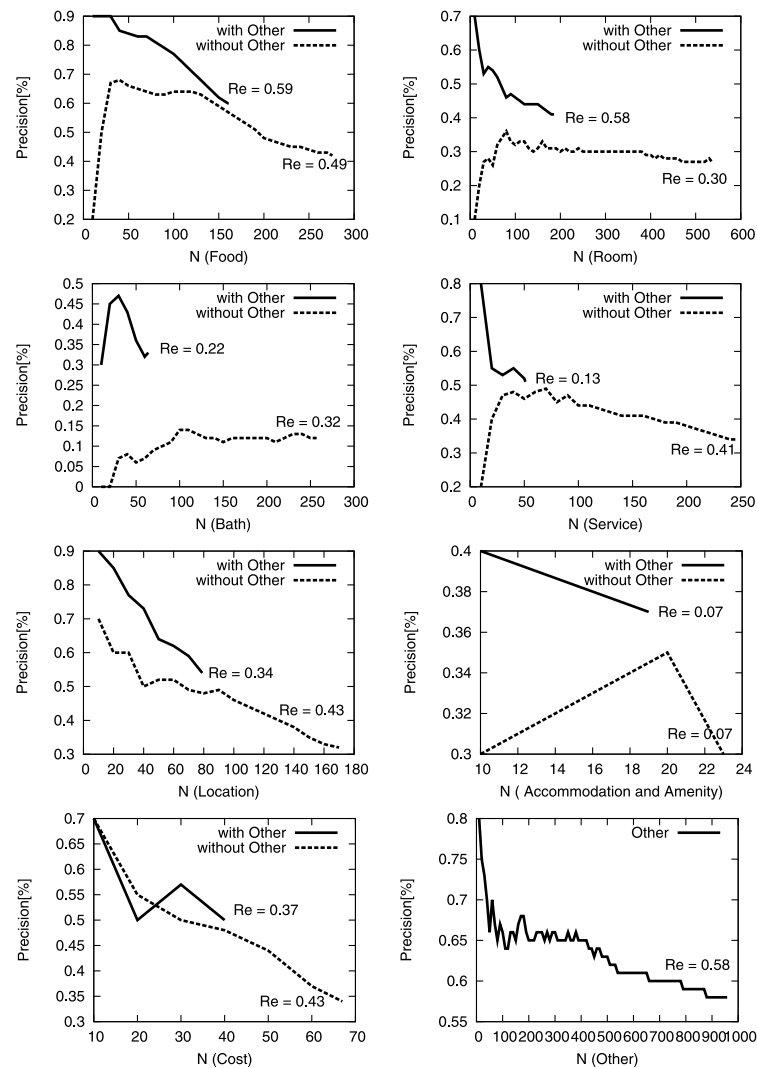 0.9
0.8
0.7
0.6
0.5
0.4
0.3
0.2
Precision[%]
with Other
without Other
Re = 0.59
Re = 0.49
0 50 100 150 200 250 300
N (Food)
0.7
0.6
0.5
0.4
0.3
0.2
0.1
Precision[%]
with Other
without Other
Re = 0.58
Re = 0.30
0 100 200 300 400 500 600
N (Room)
0.5
0.45
0.4
0.35
0.3
0.25
0.2
0.15
0.1
0.05
0
Precision[%]
with Other
without Other
Re = 0.22
Re = 0.32
0 50 100 150 200 250 300
N (Bath)
0.8
0.7
0.6
0.5
0.4
0.3
0.2
Precision[%]
with Other
without Other
Re = 0.13
Re = 0.41
0 50 100 150 200 250
N (Service)
0.9
0.8
0.7
0.6
0.5
0.4
0.3
Precision[%]
with Other
without Other
Re = 0.34
Re = 0.43
0 20 40 60 80 100 120 140 160 180
N (Location)
0.4
0.38
0.36
0.34
0.32
0.3
Precision[%]
with Other
without Other
Re = 0.07
Re = 0.07
10 12 14 16 18 20 22 24
N ( Accommodation and Amenity)
0.7
0.65
0.6
0.55
0.5
0.45
0.4
0.35
0.3
Precision[%]
with Other
without Other
Re = 0.37
Re = 0.43
10 20 30 40 50 60 70
N (Cost)
0.8
0.75
0.7
0.65
0.6
0.55
Precision[%]
Other
Re = 0.58
0 100 200 300 400 500 600 700 800 900 1000
N (Other)